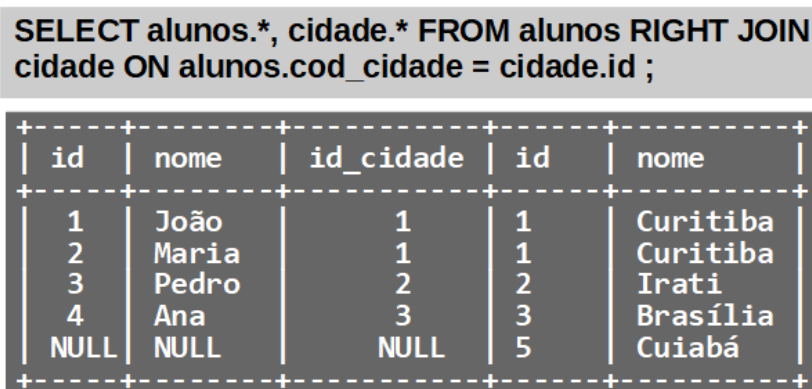 SELECT alunos.*, cidade.* FROM alunos RIGHT JOIN
cidade ON alunos.cod_cidade = cidade.id ;
+-----+--------+-----------+------+----------+
| id | nome | id_cidade | id | nome |
+-----+--------+-----------+------+----------+
| 1 | João | 1 | 1 | Curitiba |
| 2 | Maria | 1 | 1 | Curitiba |
| 3 | Pedro | 2 | 2 | Irati |
| 4 | Ana | 3 | 3 | Brasília |
| NULL | NULL | NULL | 5 | Cuiabá |
+-----+--------+-----------+------+----------+